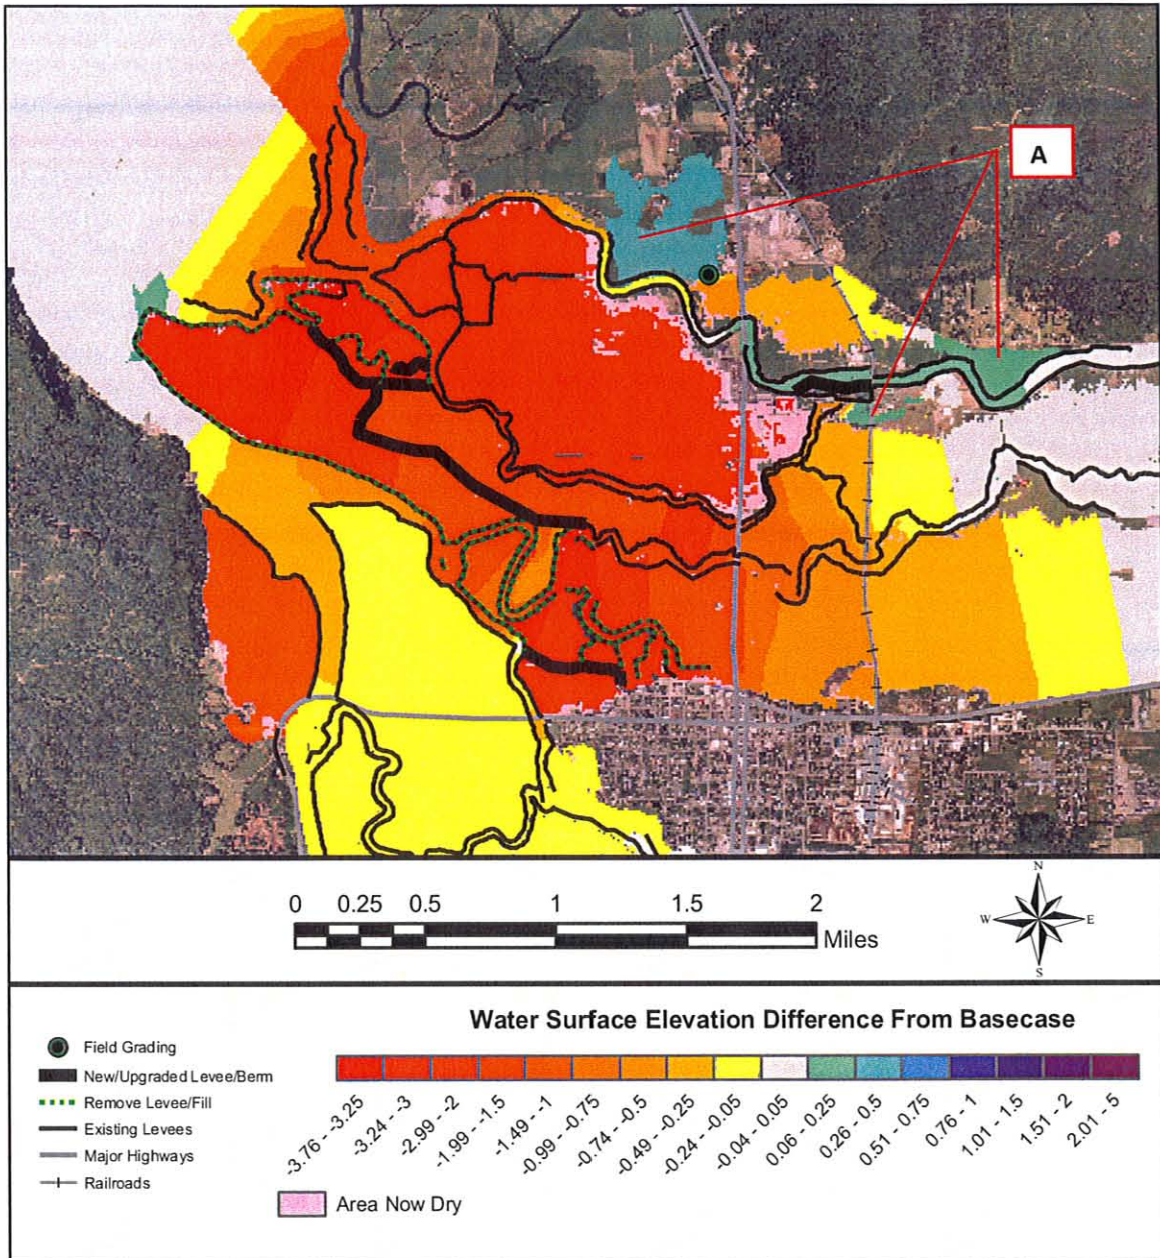 A
0 0.25 0.5 1 1.5 2
Miles
N
W E
S
Water Surface Elevation Difference From Basecase
Field Grading
New/Upgraded Levee/Berm
Remove Levee/Fill
Existing Levees
Major Highways
Railroads
-3.76 - -3.25
-3.24 - -3
-2.99 - -2
-1.99 - -1.5
-1.49 - -1
-0.99 - -0.75
-0.74 - -0.5
-0.49 - -0.25
-0.24 - -0.05
-0.04 - 0.05
0.06 - 0.25
0.26 - 0.5
0.51 - 0.75
0.76 - 1
1.01 - 1.5
1.51 - 2
2.01 - 5
Area Now Dry